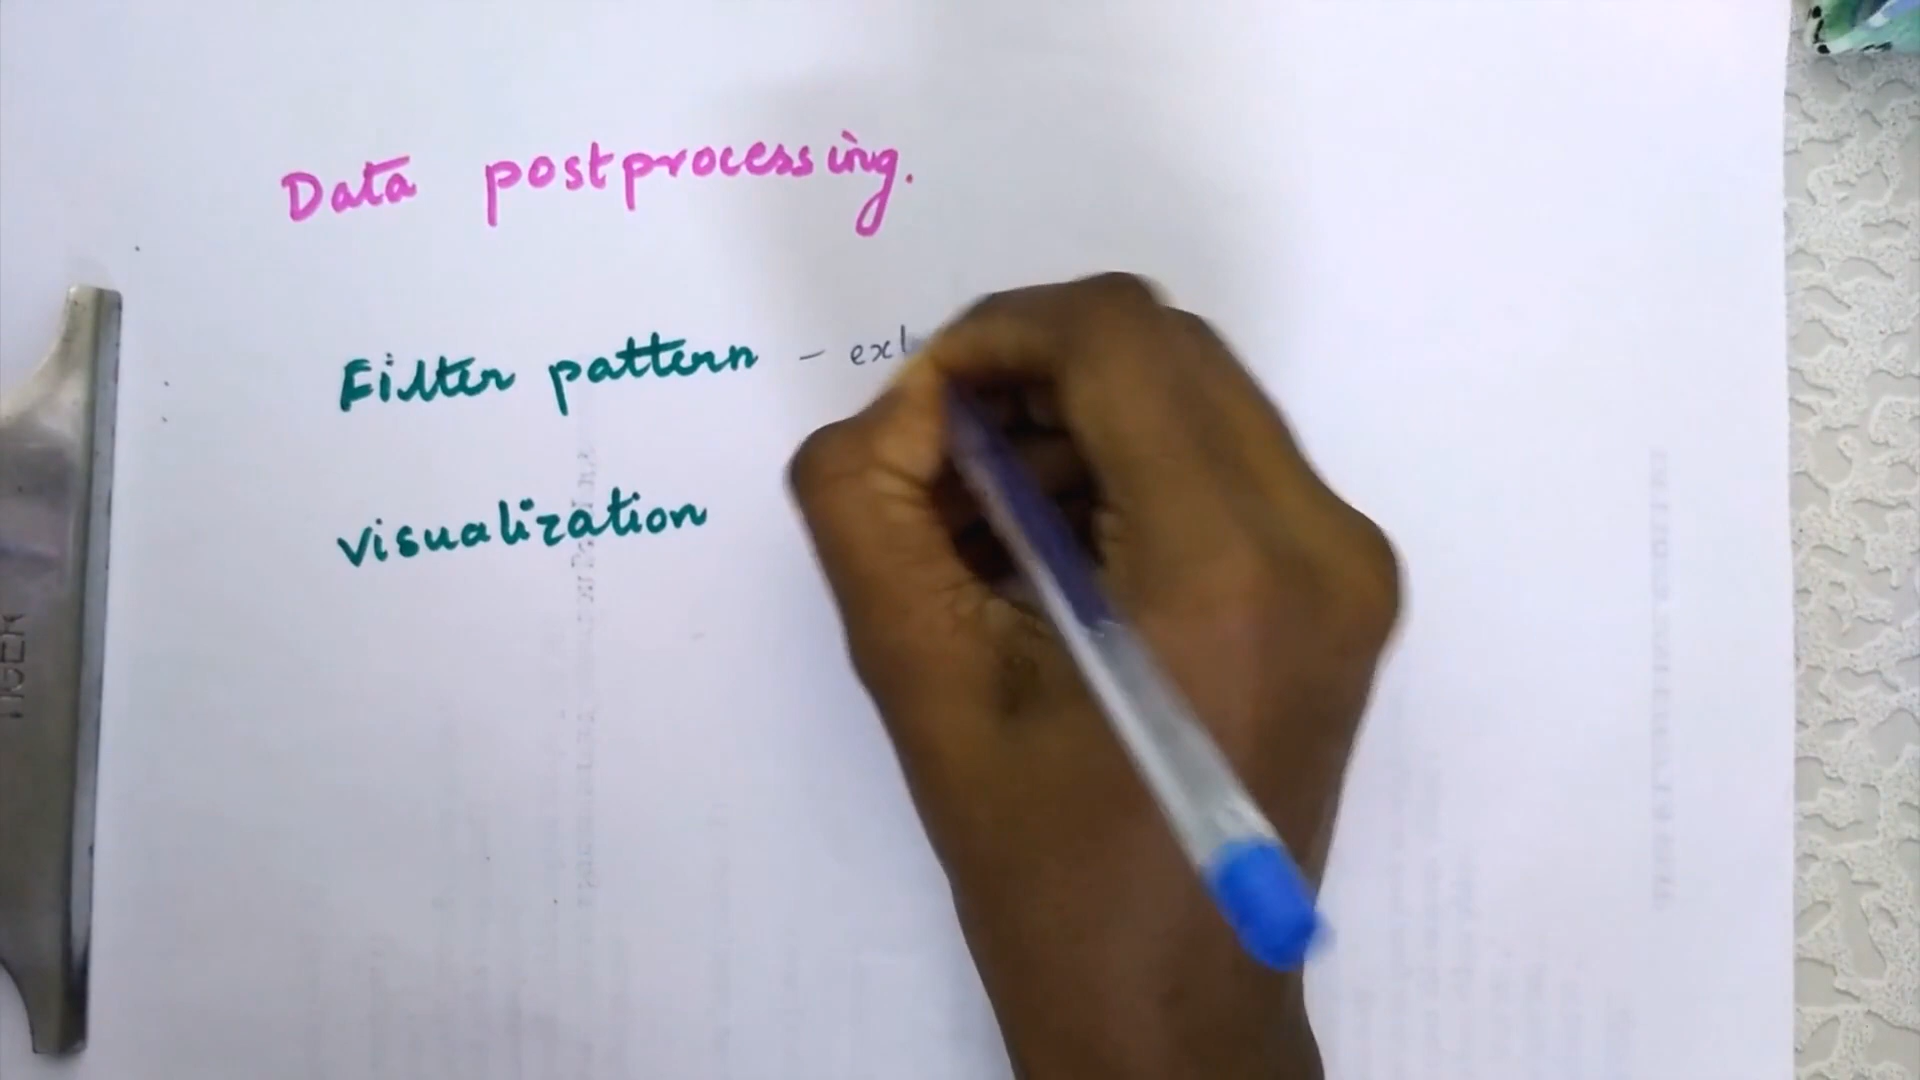 Data postprocessing.
Filter pattern -
visualization